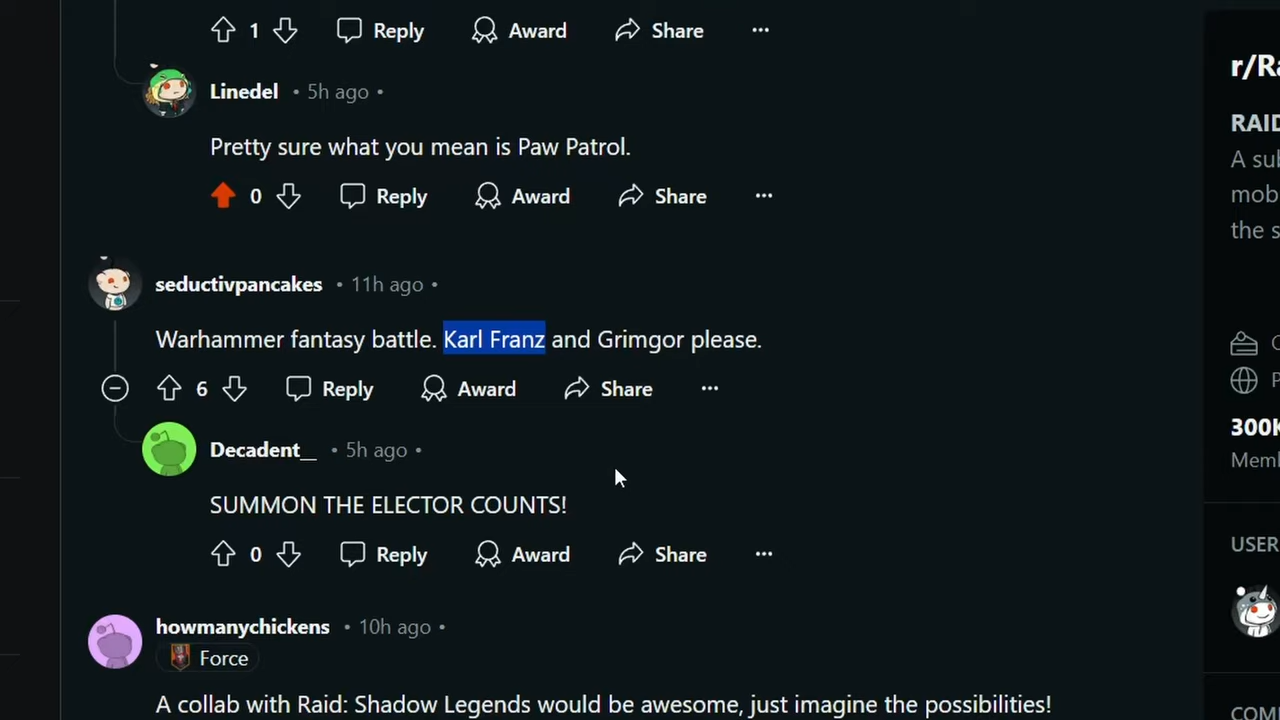 1 Reply Award Share
Linedel • 5h ago •
Pretty sure what you mean is Paw Patrol.
0 Reply Award Share
seductivpancakes • 11h ago •
Warhammer fantasy battle. Karl Franz and Grimgor please.
6 Reply Award Share
Decadent__ • 5h ago •
SUMMON THE ELECTOR COUNTS!
0 Reply Award Share
howmanychickens • 10h ago •
Force
A collab with Raid: Shadow Legends would be awesome, just imagine the possibilities!
r/Ra
RAID
A sub
mob
the s
300K
Mem
USER
COM